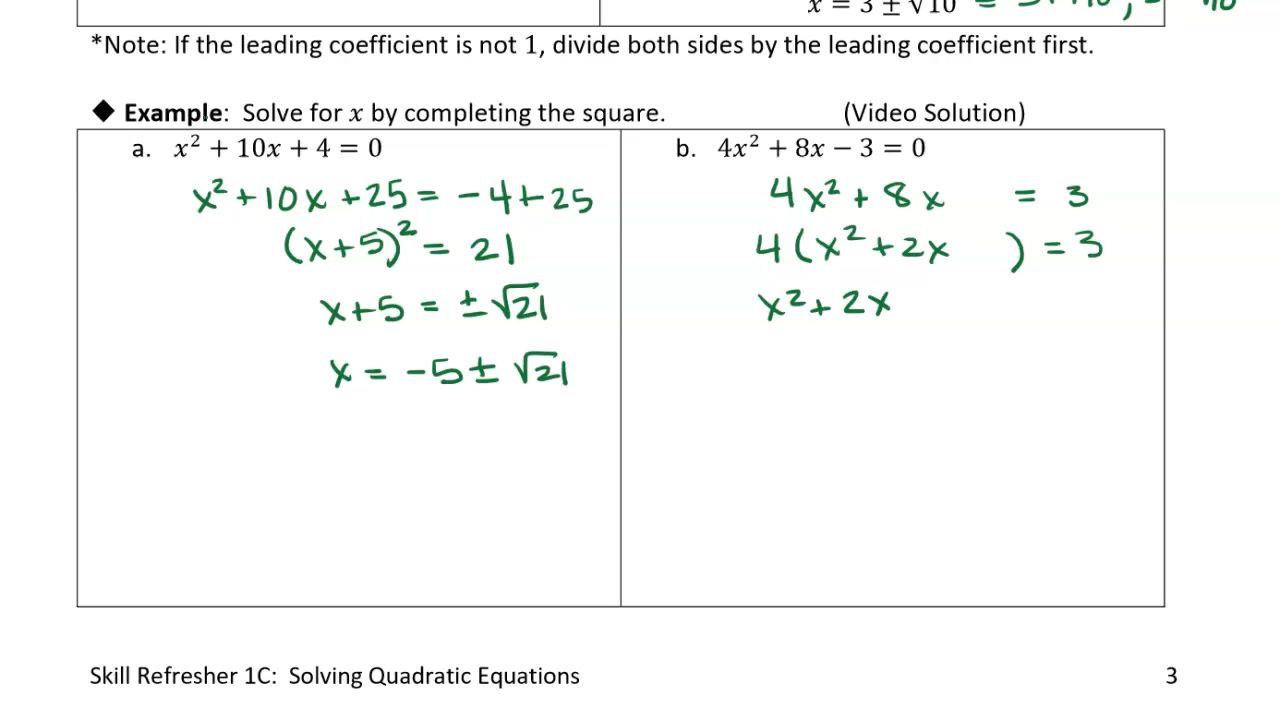 x = 3 ± √10 =
*Note: If the leading coefficient is not 1, divide both sides by the leading coefficient first.
◆ Example: Solve for x by completing the square. (Video Solution)
a. x² + 10x + 4 = 0
x² + 10x + 25 = -4 + 25
(x + 5)² = 21
x + 5 = ± √21
x = -5 ± √21
b. 4x² + 8x − 3 = 0
4x² + 8x = 3
4(x² + 2x ) = 3
x² + 2x
Skill Refresher 1C: Solving Quadratic Equations 3